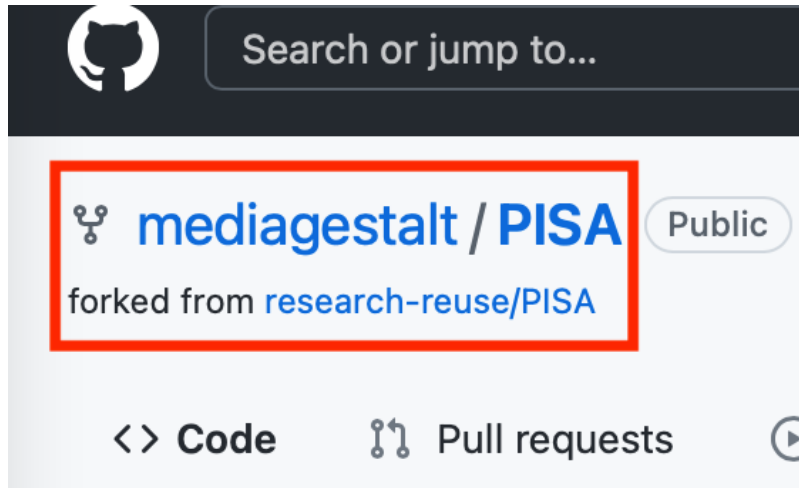 Search or jump to...
mediagestalt / PISA Public
forked from research-reuse/PISA
<> Code Pull requests